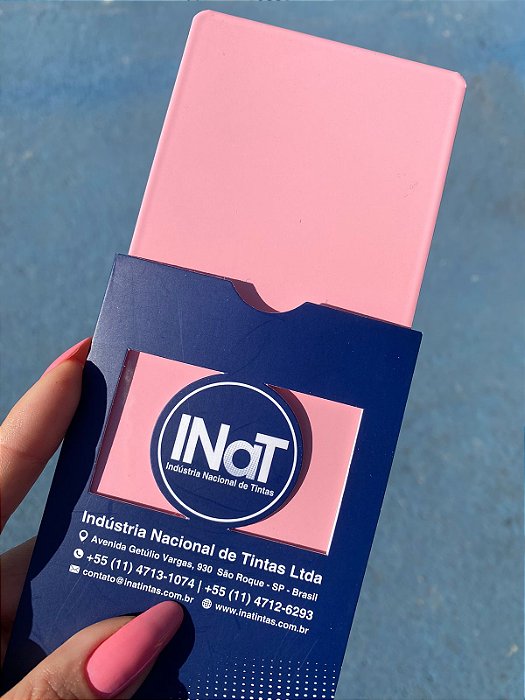 INaT
Indústria Nacional de Tintas
Indústria Nacional de Tintas Ltda
Avenida Getúlio Vargas, 930 São Roque - SP - Brasil
+55 (11) 4713-1074 | +55 (11) 4712-6293
contato@inatintas.com.br www.inatintas.com.br